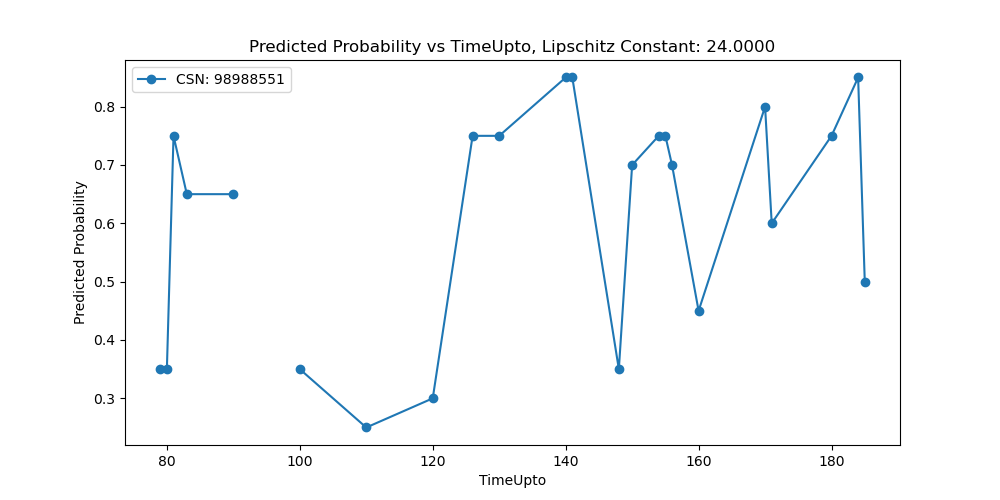 Predicted Probability vs TimeUpto, Lipschitz Constant: 24.0000
CSN: 98988551
Predicted Probability
0.8
0.7
0.6
0.5
0.4
0.3
80 100 120 140 160 180
TimeUpto